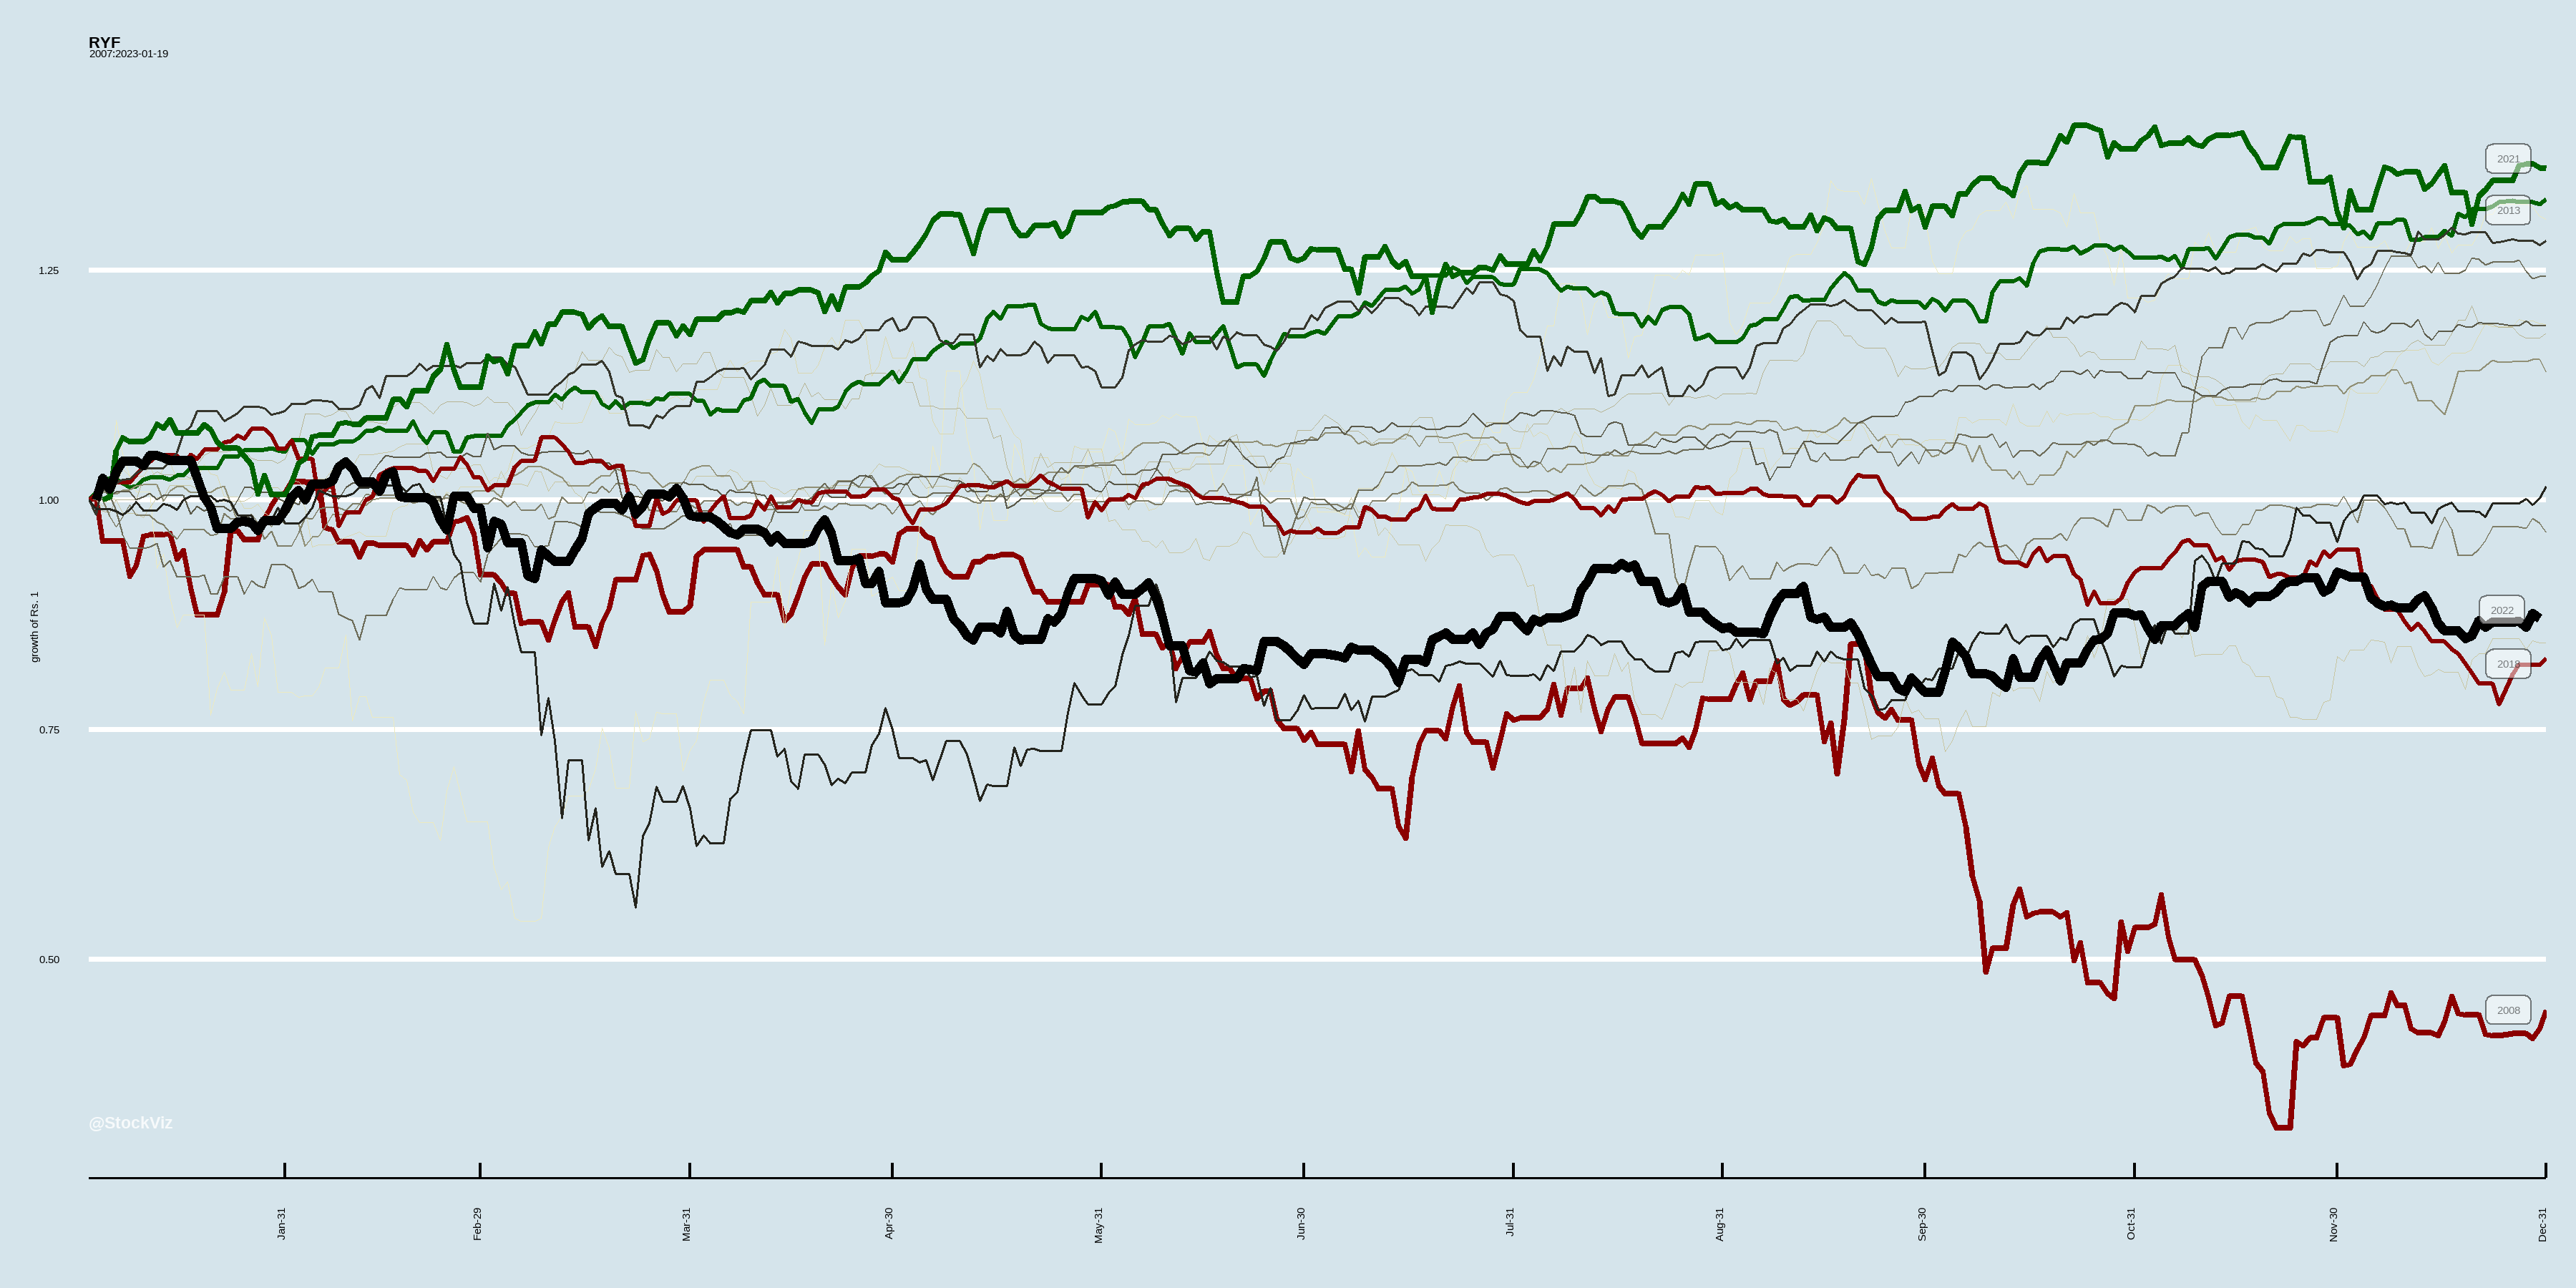 RYF
2007:2023-01-19
2021
2013
1.25
1.00
growth of Rs. 1
2022
2018
0.75
0.50
2008
@StockViz
Jan-31
Feb-29
Mar-31
Apr-30
May-31
Jun-30
Jul-31
Aug-31
Sep-30
Oct-31
Nov-30
Dec-31